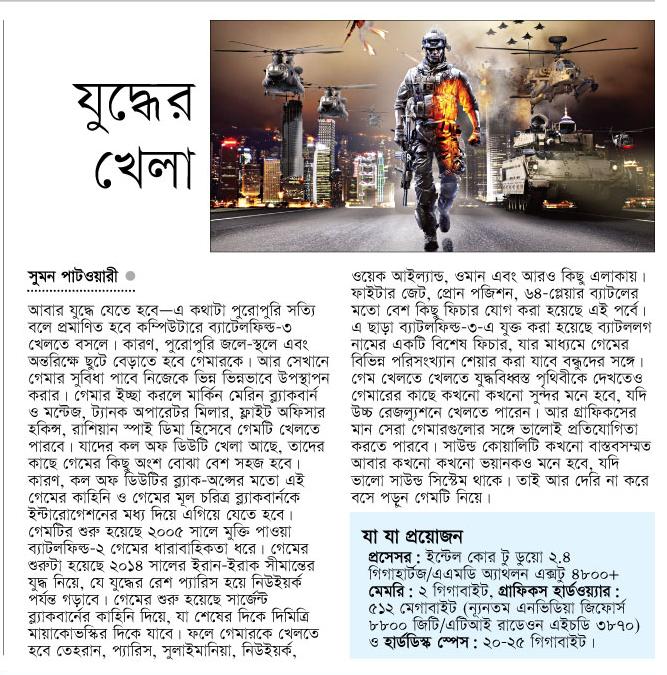 যুদ্ধের
খেলা
সুমন পাটওয়ারী ●
আবার যুদ্ধে যেতে হবে—এ কথাটা পুরোপুরি সত্যি
বলে প্রমাণিত হবে কম্পিউটারে ব্যাটেলফিল্ড-৩
খেলতে বসলে। কারণ, পুরোপুরি জলে-স্থলে এবং
অন্তরিক্ষে ছুটে বেড়াতে হবে গেমারকে। আর সেখানে
গেমার সুবিধা পাবে নিজেকে ভিন্ন ভিন্নভাবে উপস্থাপন
করার। গেমার ইচ্ছা করলে মার্কিন মেরিন ব্ল্যাকবার্ন
ও মন্টেজ, ট্যানক অপারেটর মিলার, ফ্লাইট অফিসার
হকিন্স, রাশিয়ান স্পাই ডিমা হিসেবে গেমটি খেলতে
পারবে। যাদের কল অফ ডিউটি খেলা আছে, তাদের
কাছে গেমের কিছু অংশ বোঝা বেশ সহজ হবে।
কারণ, কল অফ ডিউটির ব্ল্যাক-অপ্সের মতো এই
গেমের কাহিনি ও গেমের মূল চরিত্র ব্ল্যাকবার্নকে
ইন্টারোগেশনের মধ্য দিয়ে এগিয়ে যেতে হবে।
গেমটির শুরু হয়েছে ২০০৫ সালে মুক্তি পাওয়া
ব্যাটলফিল্ড-২ গেমের ধারাবাহিকতা ধরে। গেমের
শুরুটা হয়েছে ২০১৪ সালের ইরান-ইরাক সীমান্তের
যুদ্ধ নিয়ে, যে যুদ্ধের রেশ প্যারিস হয়ে নিউইয়র্ক
পর্যন্ত গড়াবে। গেমের শুরু হয়েছে সার্জেন্ট
ব্ল্যাকবার্নের কাহিনি দিয়ে, যা শেষের দিকে দিমিত্রি
মায়াকোভস্কির দিকে যাবে। ফলে গেমারকে খেলতে
হবে তেহরান, প্যারিস, সুলাইমানিয়া, নিউইয়র্ক,
ওয়েক আইল্যান্ড, ওমান এবং আরও কিছু এলাকায়।
ফাইটার জেট, প্রোন পজিশন, ৬৪-প্লেয়ার ব্যাটলের
মতো বেশ কিছু ফিচার যোগ করা হয়েছে এই পর্বে।
এ ছাড়া ব্যাটলফিল্ড-৩-এ যুক্ত করা হয়েছে ব্যাটললগ
নামের একটি বিশেষ ফিচার, যার মাধ্যমে গেমের
বিভিন্ন পরিসংখ্যান শেয়ার করা যাবে বন্ধুদের সঙ্গে।
গেম খেলতে খেলতে যুদ্ধবিধ্বস্ত পৃথিবীকে দেখতেও
গেমারের কাছে কখনো কখনো সুন্দর মনে হবে, যদি
উচ্চ রেজল্যুশনে খেলতে পারেন। আর গ্রাফিকসের
মান সেরা গেমারগুলোর সঙ্গে ভালোই প্রতিযোগিতা
করতে পারবে। সাউন্ড কোয়ালিটি কখনো বাস্তবসম্মত
আবার কখনো কখনো ভয়ানকও মনে হবে, যদি
ভালো সাউন্ড সিস্টেম থাকে। তাই আর দেরি না করে
বসে পড়ুন গেমটি নিয়ে।
যা যা প্রয়োজন
প্রসেসর : ইন্টেল কোর টু ডুয়ো ২.৪
গিগাহার্টজ/এএমডি অ্যাথলন এক্সটু ৪৮০০+
মেমরি : ২ গিগাবাইট, গ্রাফিকস হার্ডওয়্যার :
৫১২ মেগাবাইট (ন্যূনতম এনভিডিয়া জিফোর্স
৮৮০০ জিটি/এটিআই রাডেওন এইচডি ৩৮৭০)
ও হার্ডডিস্ক স্পেস : ২০-২৫ গিগাবাইট।